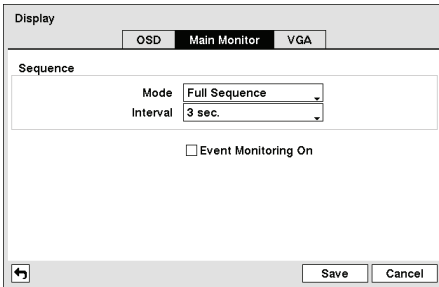 Display
OSD Main Monitor VGA
Sequence
Mode Full Sequence
Interval 3 sec.
Event Monitoring On
Save Cancel